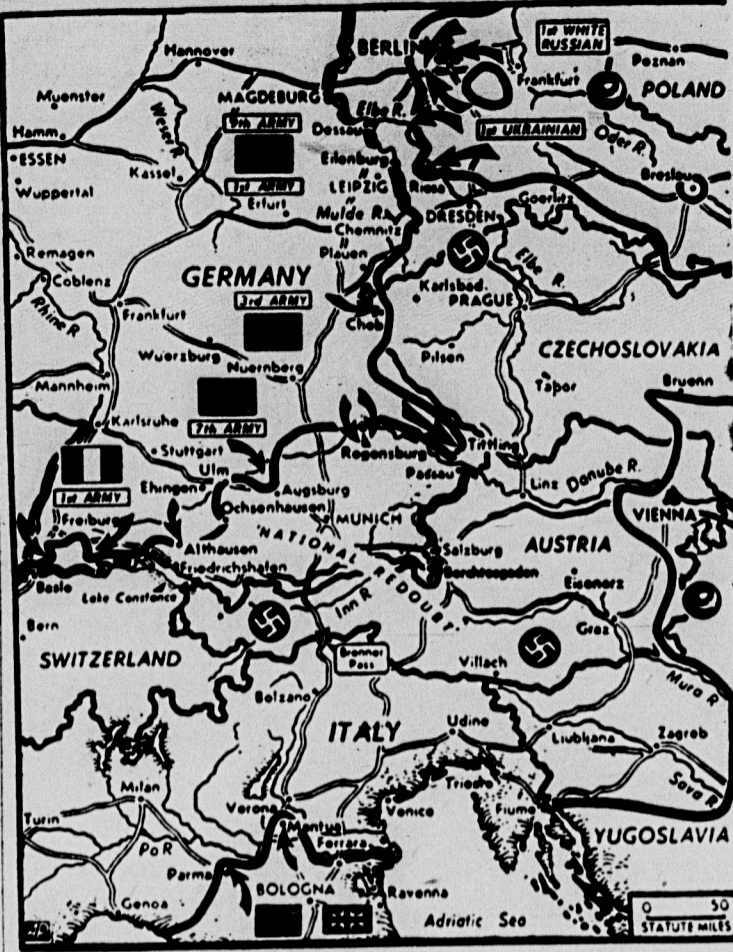 BERLIN
1st WHITE
RUSSIAN
Hannover
Poznan
Frankfurt
POLAND
Muenster
MAGDEBURG
Elbe R.
Weser R.
9th ARMY
Dessau
1st UKRAINIAN
Oder R.
Hamm
ESSEN
Eilenburg
Kassel
Breslau
1st ARMY
LEIPZIG
Riesa
Wuppertal
Erfurt
Goerlitz
Mulde R.
DRESDEN
Chemnitz
Remagen
Plauen
Elbe R.
Coblenz
GERMANY
Karlsbad
PRAGUE
Rhine R
3rd ARMY
Frankfurt
Cheb
Wuerzburg
Pilsen
CZECHOSLOVAKIA
Nuernberg
Tabor
Mannheim
Bruenn
Karlsruhe
7th ARMY
Stuttgart
Regensburg
Tittling
Ulm
Passau
Linz
Danube R.
1st ARMY
Ehingen
Augsburg
Freiburg
Ochsenhausen
MUNICH
VIENNA
'NATIONAL REDOUBT'
Althausen
Salzburg
AUSTRIA
Friedrichshafen
Berchtesgaden
Basle
Lake Constance
Inn R
Eisenerz
Bern
Graz
SWITZERLAND
Brenner
Pass
Villach
Mura R
Bolzano
ITALY
Udine
Ljubljana
Zagreb
Milan
Trieste
Sava R
Turin
Verona
Venice
Fiume
Mantua
Po R
Ferrara
YUGOSLAVIA
Parma
BOLOGNA
Ravenna
Genoa
Adriatic Sea
0 50
STATUTE MILES